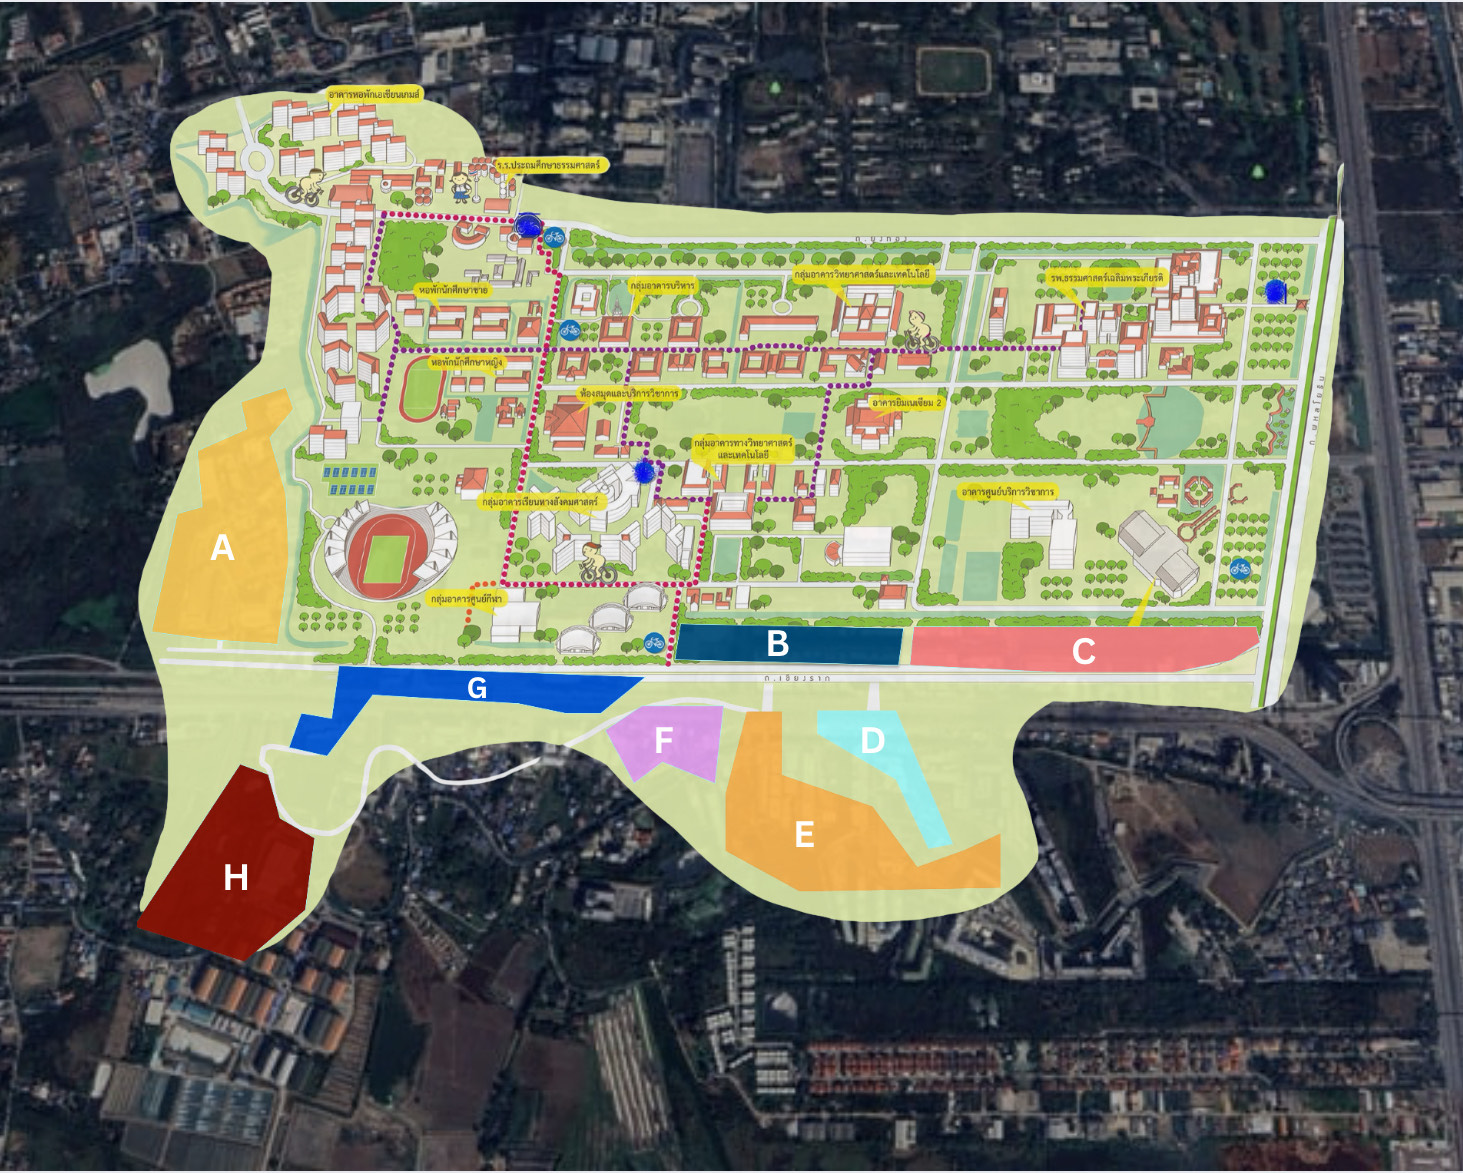 อาคารหอพักเอเชียนเกมส์
ร.ร.ประถมศึกษาธรรมศาสตร์
ถ.ยูงทอง
กลุ่มอาคารวิทยาศาสตร์และเทคโนโลยี
รพ.ธรรมศาสตร์เฉลิมพระเกียรติ
หอพักนักศึกษาชาย
กลุ่มอาคารบริหาร
หอพักนักศึกษาหญิง
ห้องสมุดและบริการวิชาการ
อาคารยิมเนเซียม 2
ถ.พหลโยธิน
กลุ่มอาคารทางวิทยาศาสตร์
และเทคโนโลยี
กลุ่มอาคารเรียนทางสังคมศาสตร์
อาคารศูนย์บริการวิชาการ
A
กลุ่มอาคารศูนย์กีฬา
B
C
ถ.เชียงราก
G
F
D
E
H